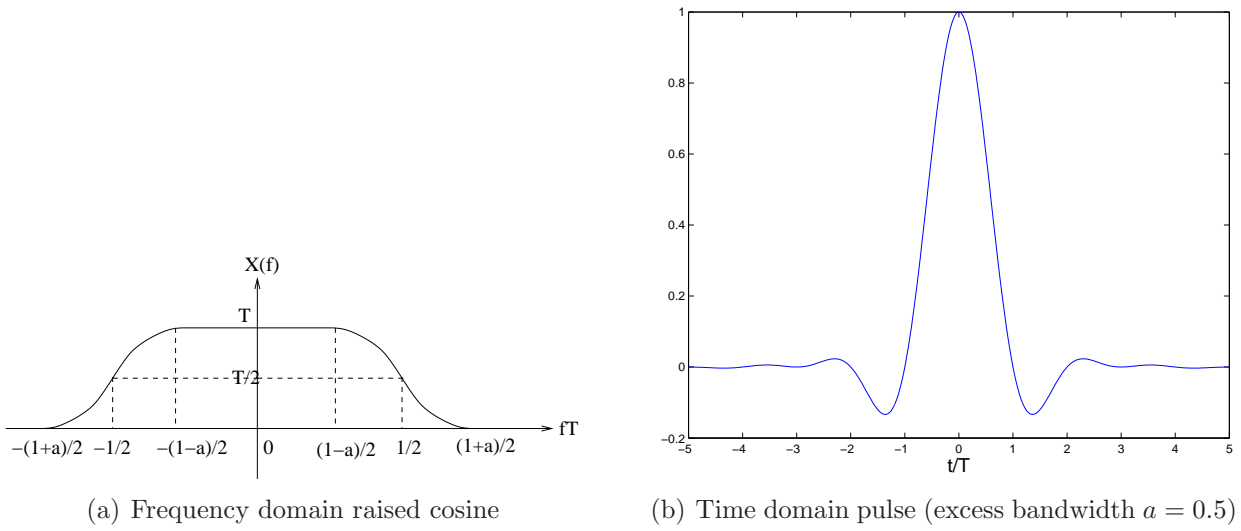 X(f)
T
T/2
−(1+a)/2 −1/2 −(1−a)/2 0 (1−a)/2 1/2 (1+a)/2 fT
(a) Frequency domain raised cosine
1
0.8
0.6
0.4
0.2
0
−0.2
−5 −4 −3 −2 −1 0 1 2 3 4 5
t/T
(b) Time domain pulse (excess bandwidth a = 0.5)